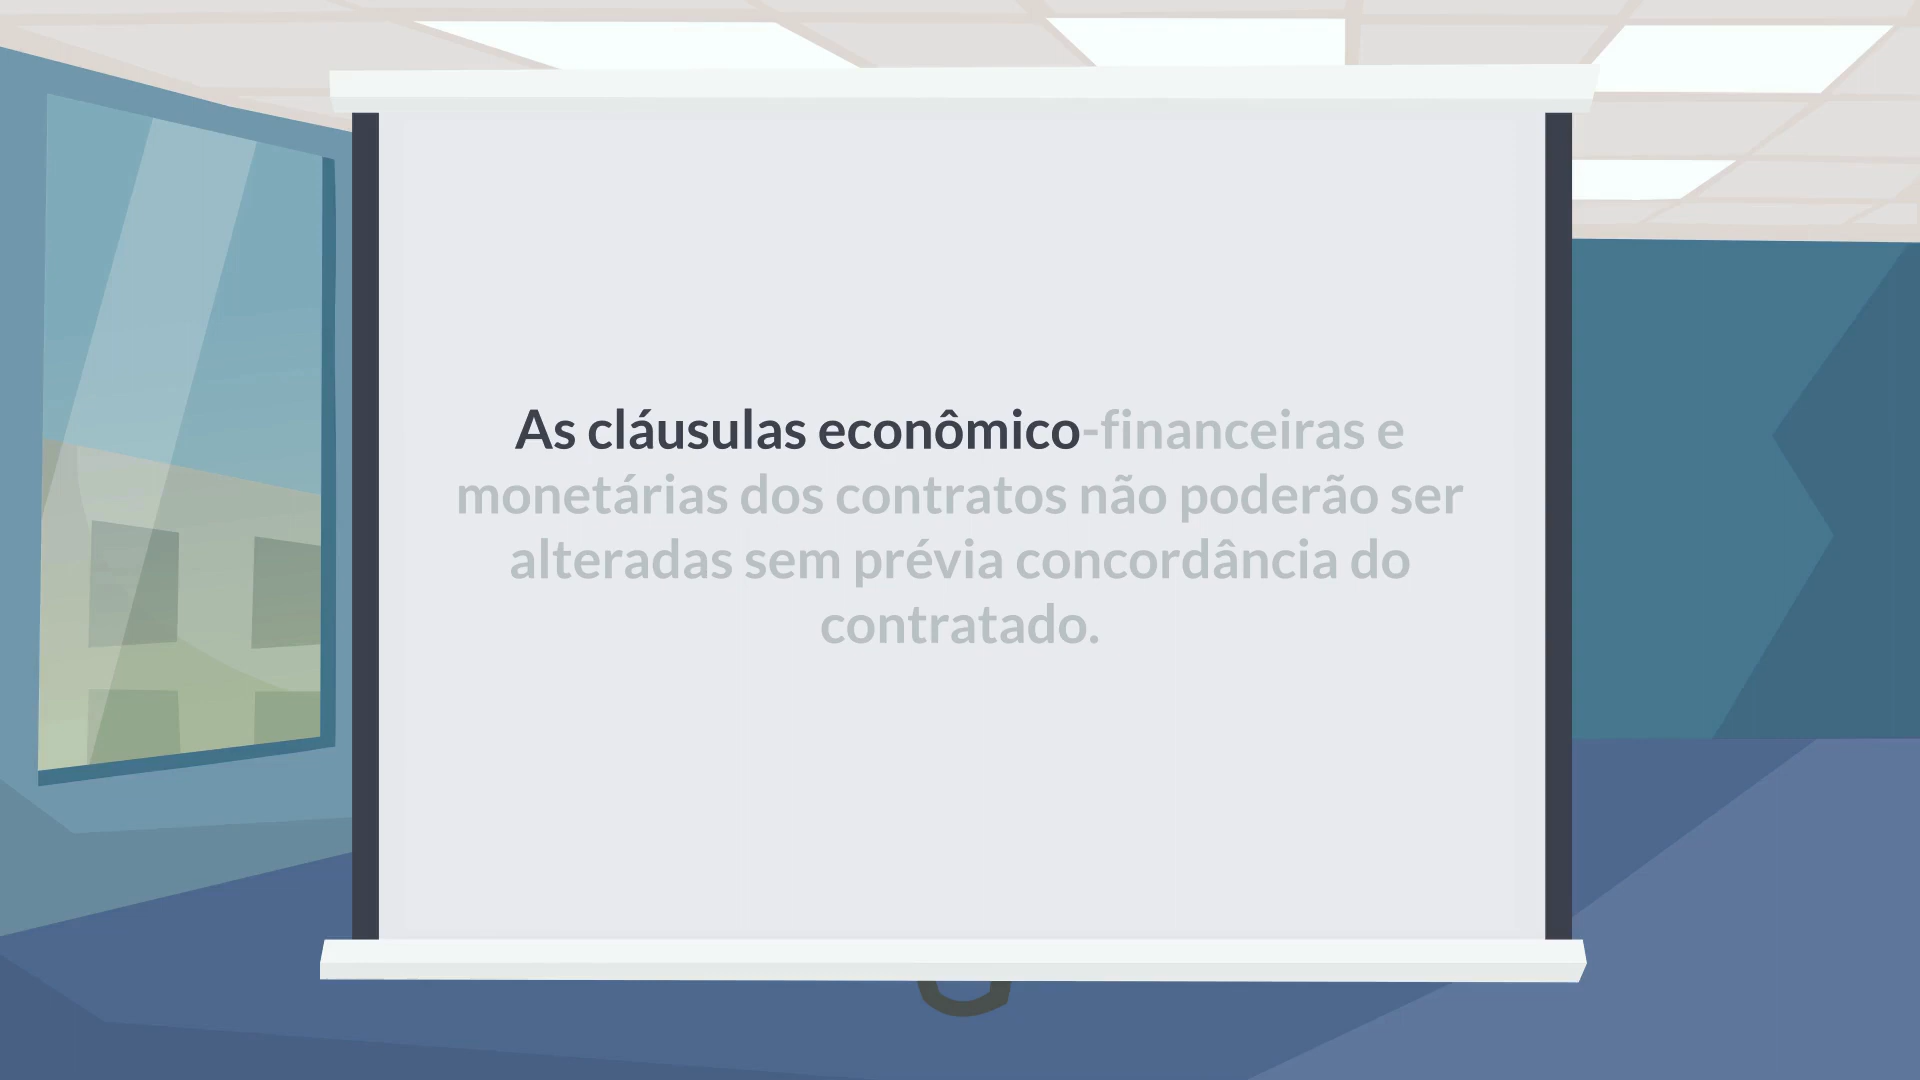 As cláusulas econômico-financeiras e
monetárias dos contratos não poderão ser
alteradas sem prévia concordância do
contratado.